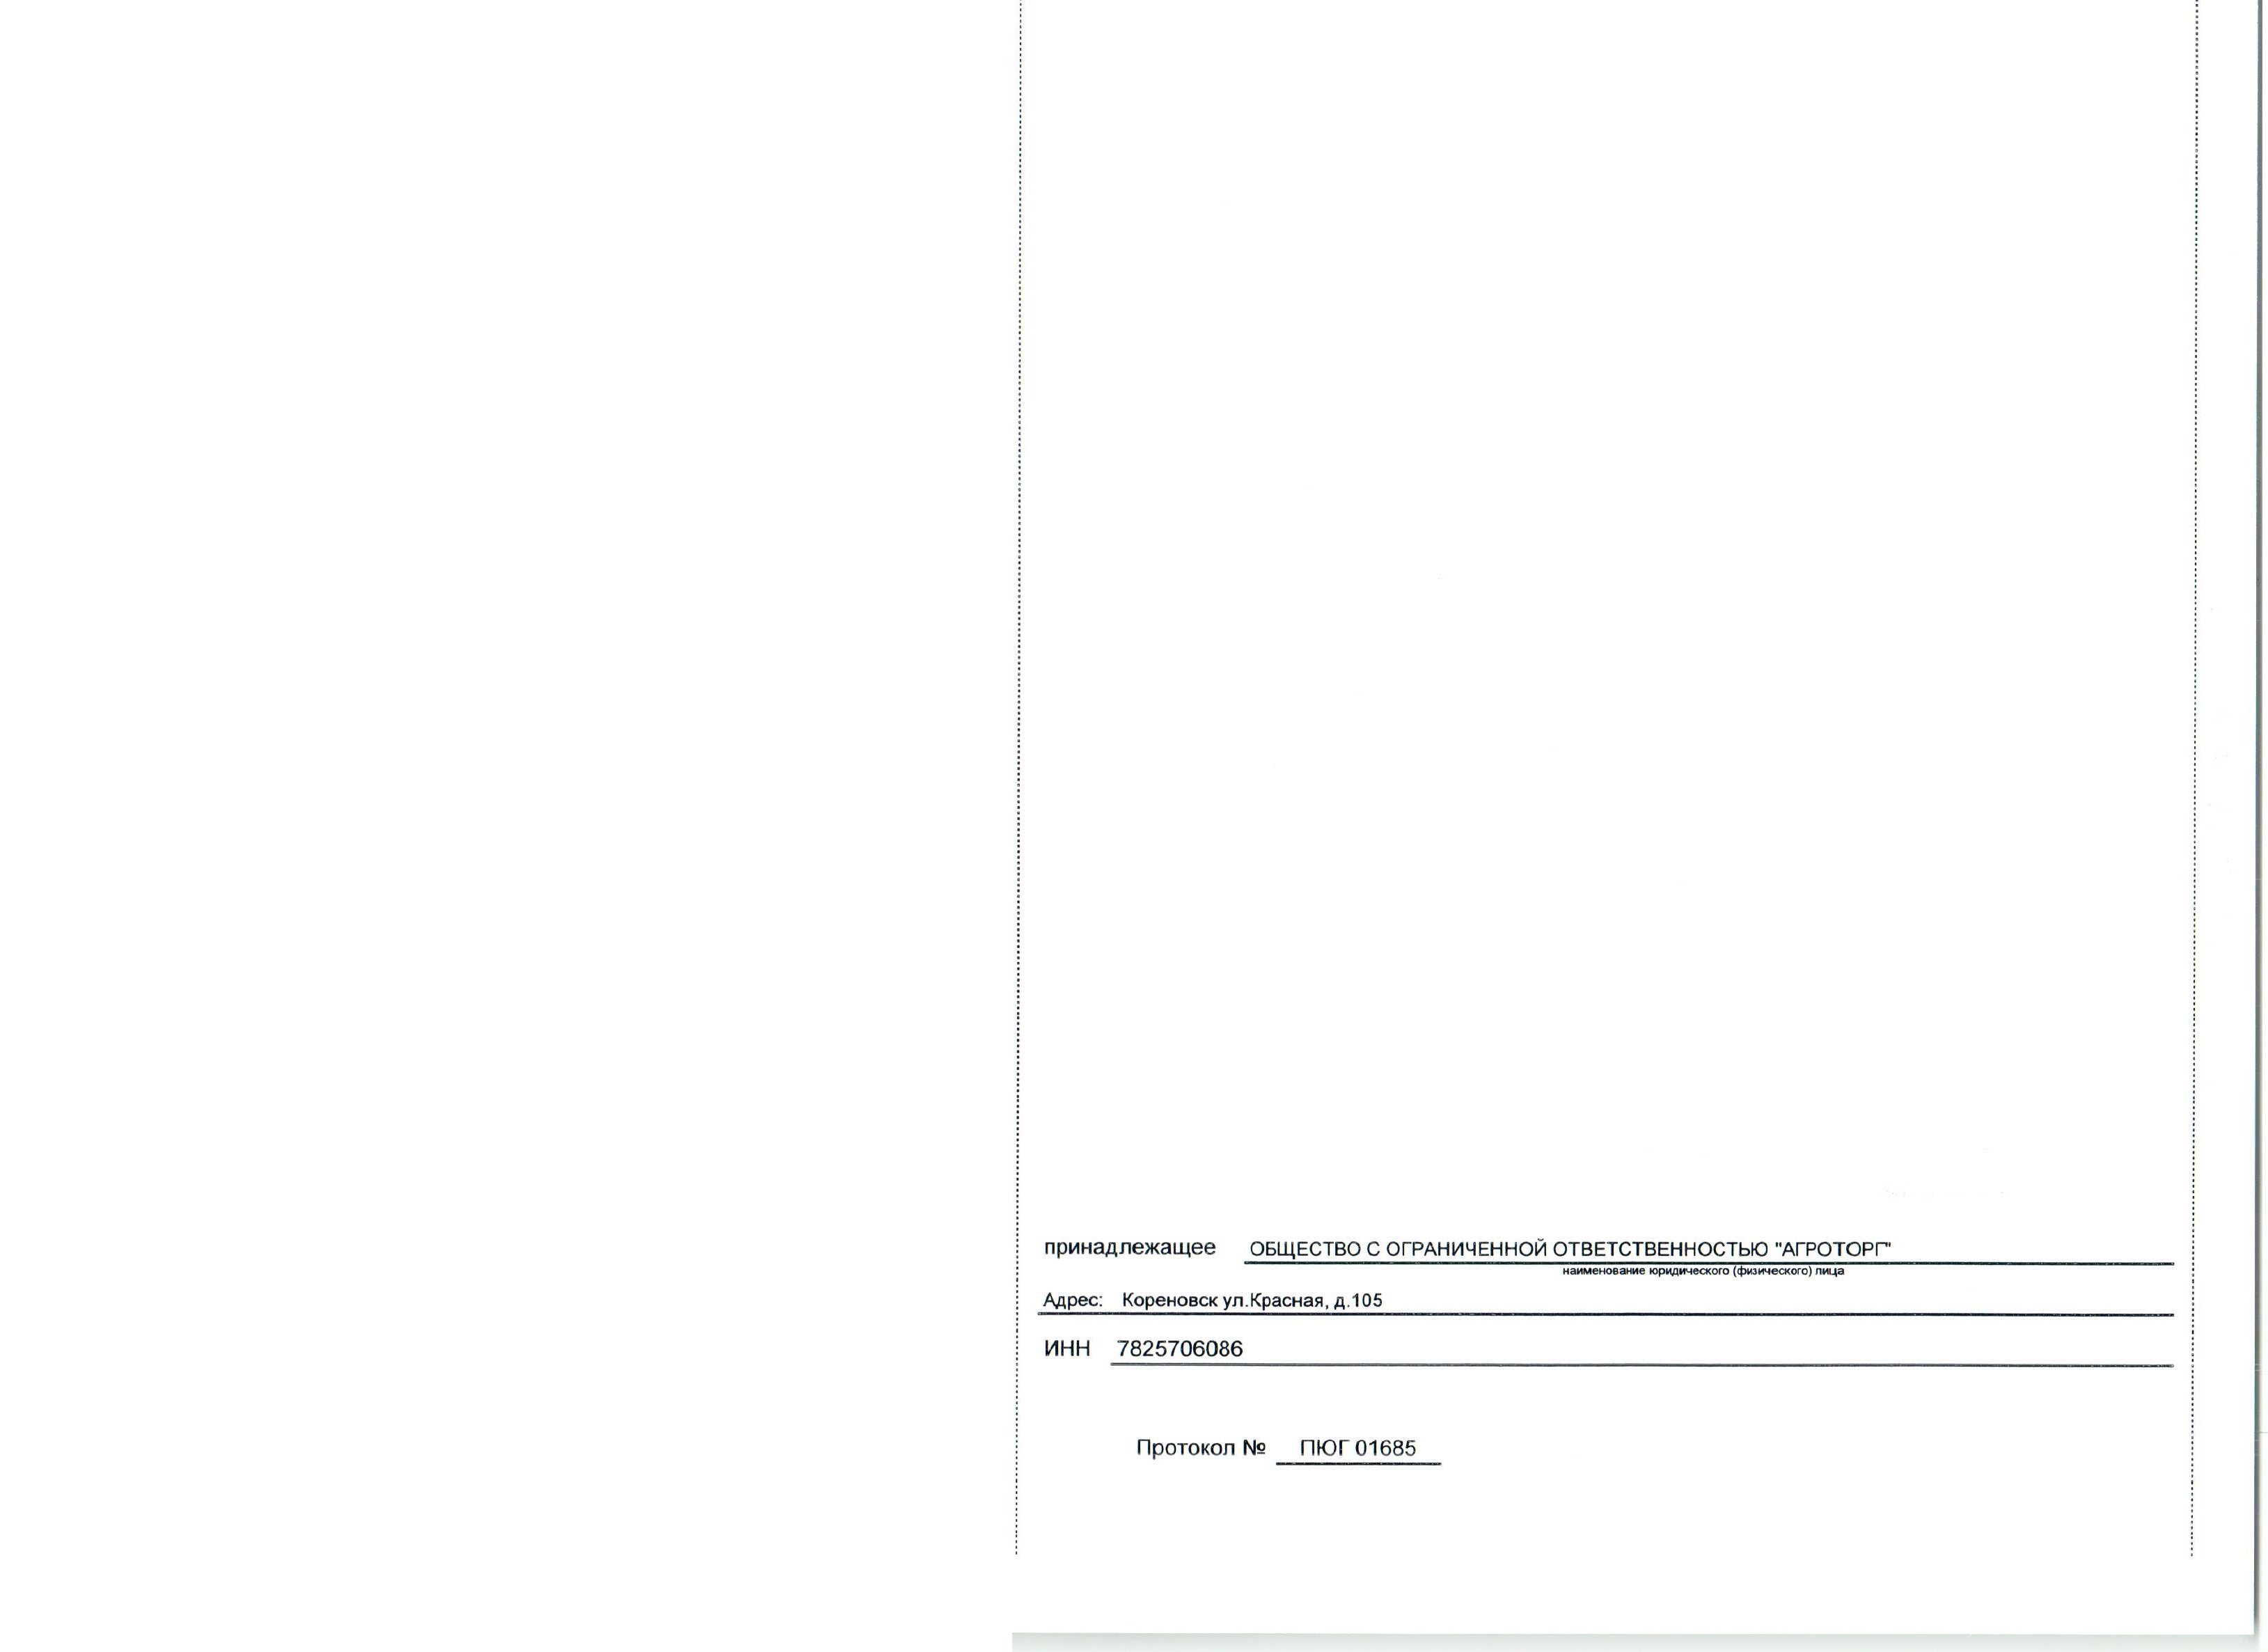 принадлежащее ОБЩЕСТВО С ОГРАНИЧЕННОЙ ОТВЕТСТВЕННОСТЬЮ "АГРОТОРГ"
наименование юридического (физического) лица
Адрес: Кореновск ул.Красная, д.105
ИНН 7825706086
Протокол № ПЮГ 01685